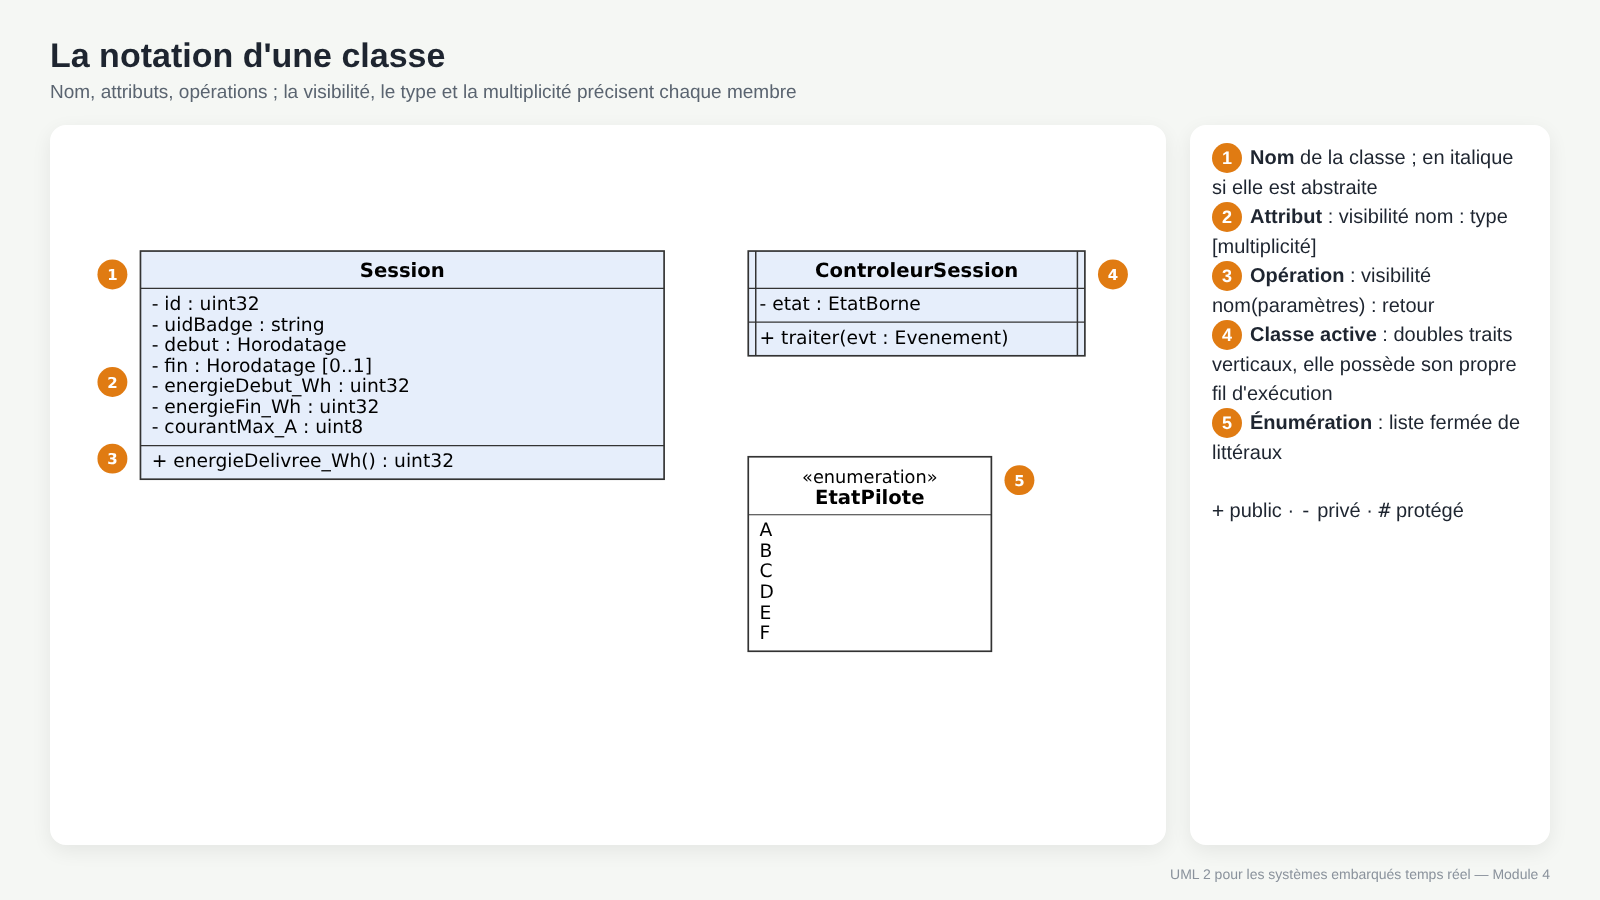 La notation d'une classe
Nom, attributs, opérations ; la visibilité, le type et la multiplicité précisent chaque membre
1
Session
- id : uint32
- uidBadge : string
- debut : Horodatage
- fin : Horodatage [0..1]
2
- energieDebut_Wh : uint32
- energieFin_Wh : uint32
- courantMax_A : uint8
3
+ energieDelivree_Wh() : uint32
ControleurSession
4
- etat : EtatBorne
+ traiter(evt : Evenement)
«enumeration»
5
EtatPilote
A
B
C
D
E
F
1 Nom de la classe ; en italique
si elle est abstraite
2 Attribut : visibilité nom : type
[multiplicité]
3 Opération : visibilité
nom(paramètres) : retour
4 Classe active : doubles traits
verticaux, elle possède son propre
fil d'exécution
5 Énumération : liste fermée de
littéraux
+ public · - privé · # protégé
UML 2 pour les systèmes embarqués temps réel — Module 4